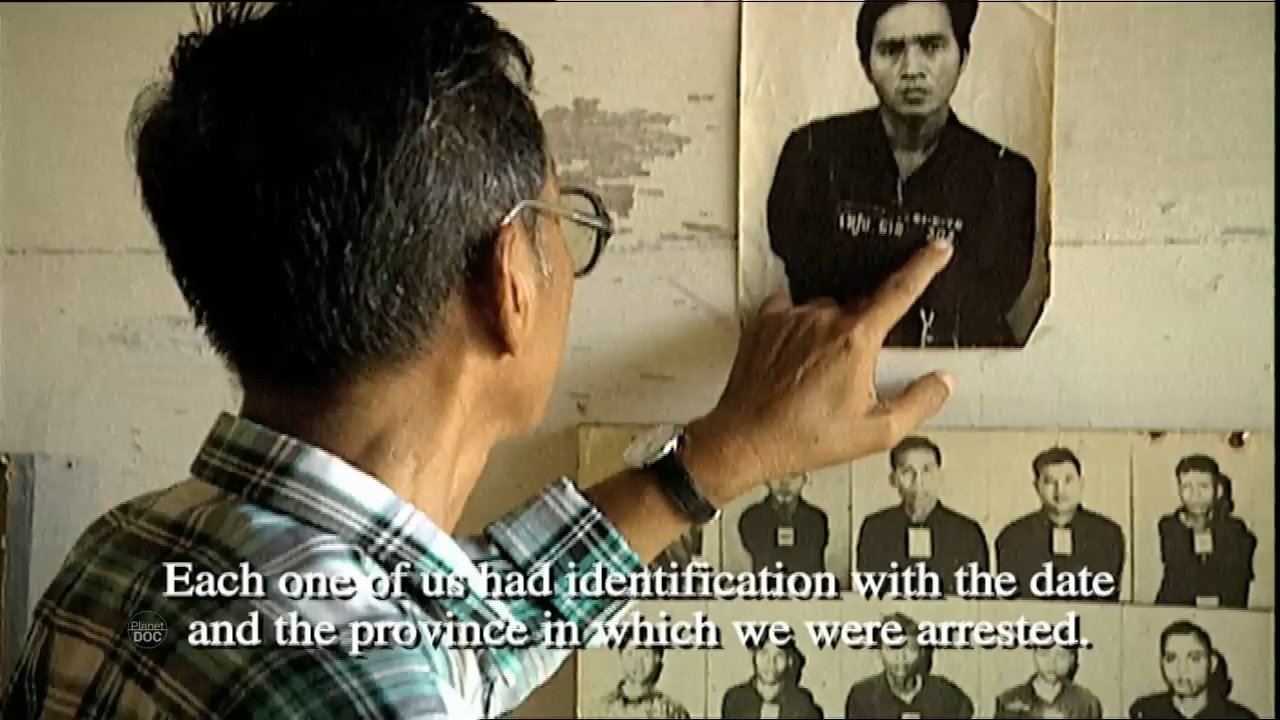 Each one of us had identification with the date
and the province in which we were arrested.
Planet
DOC